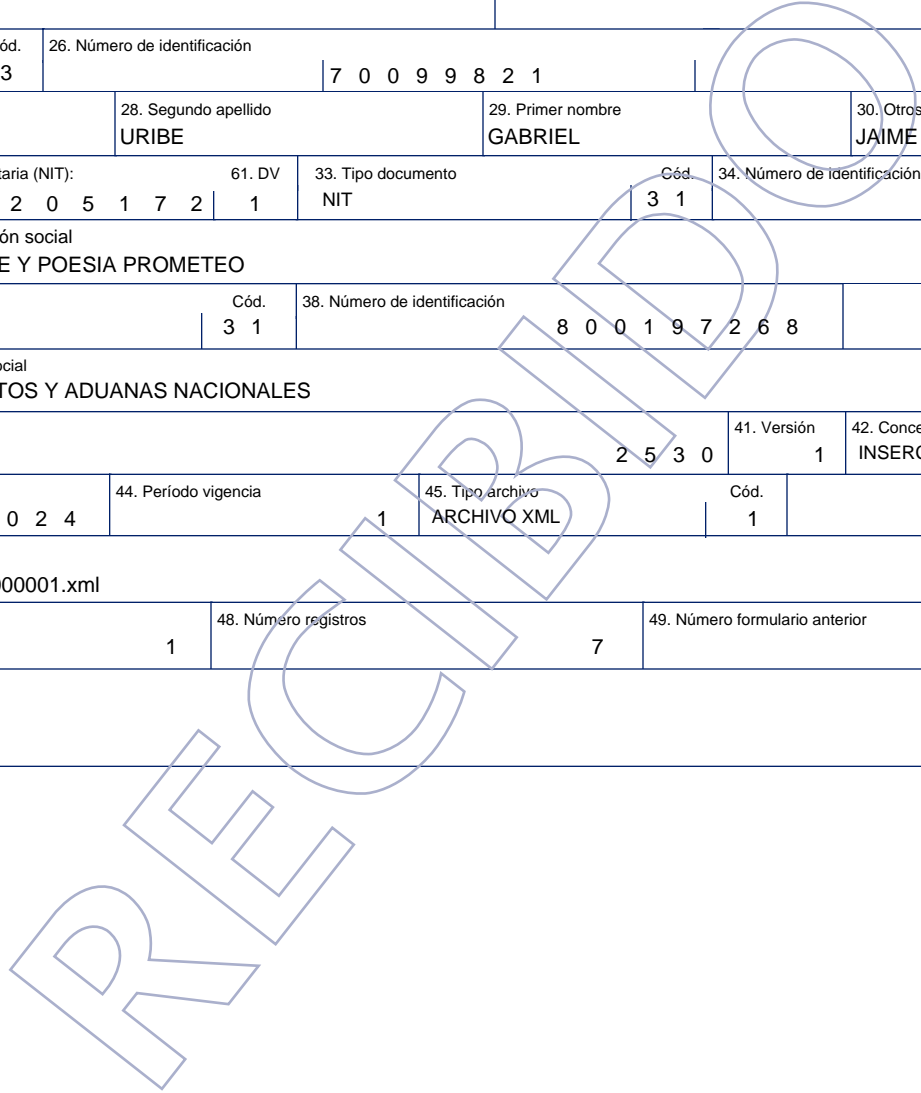 ód. 26. Número de identificación
3 7 0 0 9 9 8 2 1
28. Segundo apellido 29. Primer nombre 30. Otros
URIBE GABRIEL JAIME
taria (NIT): 61. DV 33. Tipo documento Cód. 34. Número de identificación
2 0 5 1 7 2 1 NIT 3 1
ón social
E Y POESIA PROMETEO
Cód. 38. Número de identificación
3 1 8 0 0 1 9 7 2 6 8
ocial
TOS Y ADUANAS NACIONALES
41. Versión 42. Conce
2 5 3 0 1 INSERC
44. Período vigencia 45. Tipo archivo Cód.
0 2 4 1 ARCHIVO XML 1
000001.xml
48. Número registros 49. Número formulario anterior
1 7
RECIBIDO